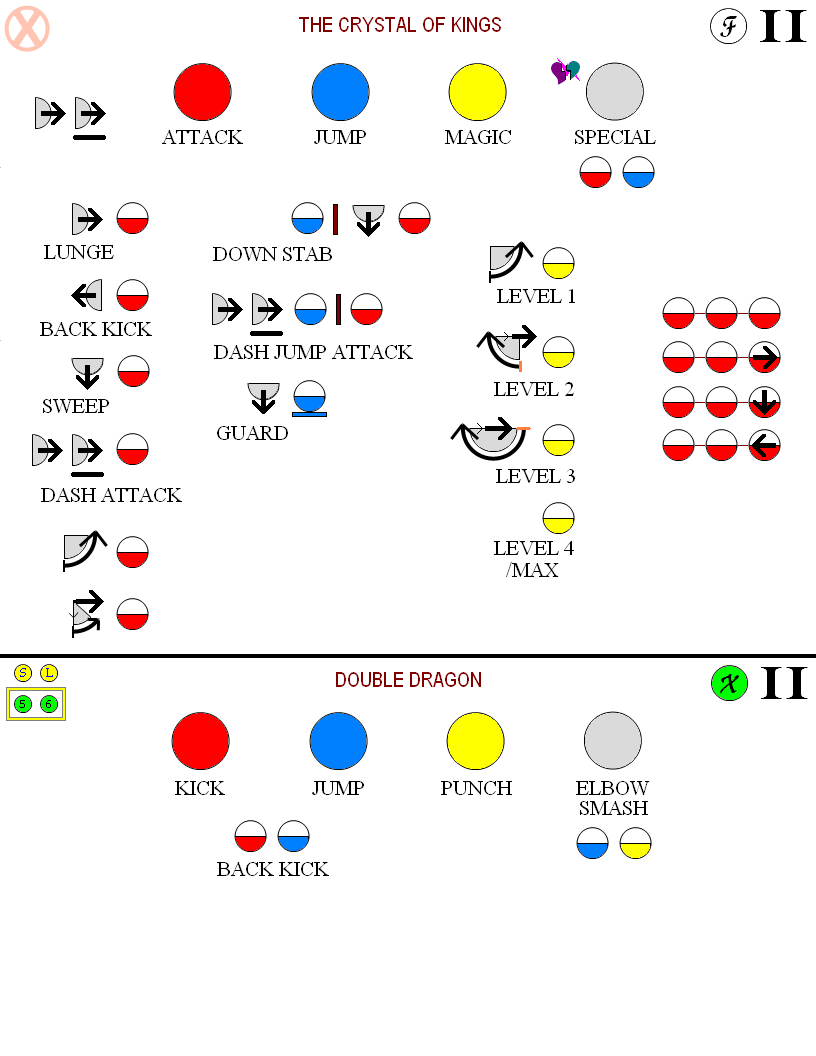 THE CRYSTAL OF KINGS
F II
ATTACK JUMP MAGIC SPECIAL
LUNGE
DOWN STAB
BACK KICK
LEVEL 1
DASH JUMP ATTACK
SWEEP
LEVEL 2
GUARD
DASH ATTACK
LEVEL 3
LEVEL 4
/MAX
S L
5 6
DOUBLE DRAGON
X II
KICK JUMP PUNCH ELBOW
SMASH
BACK KICK